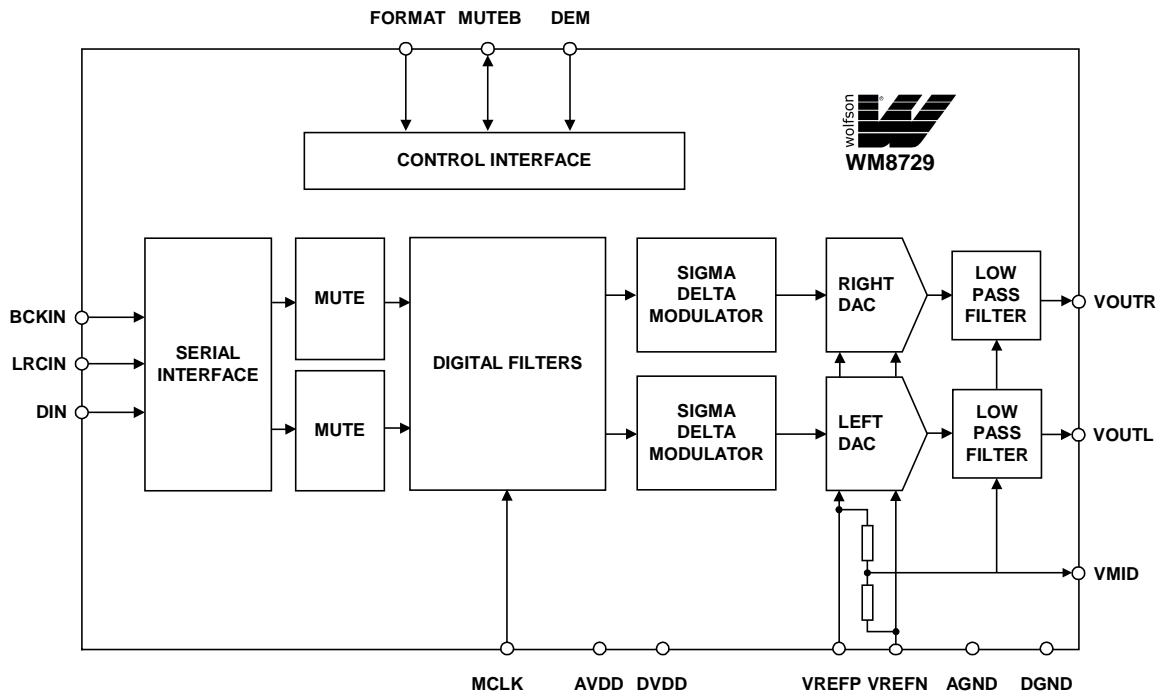 FORMAT MUTEB DEM
CONTROL INTERFACE
wolfson
®
WM8729
BCKIN
LRCIN
DIN
SERIAL
INTERFACE
MUTE
MUTE
DIGITAL FILTERS
SIGMA
DELTA
MODULATOR
SIGMA
DELTA
MODULATOR
RIGHT
DAC
LEFT
DAC
LOW
PASS
FILTER
LOW
PASS
FILTER
VOUTR
VOUTL
VMID
MCLK AVDD DVDD VREFP VREFN AGND DGND